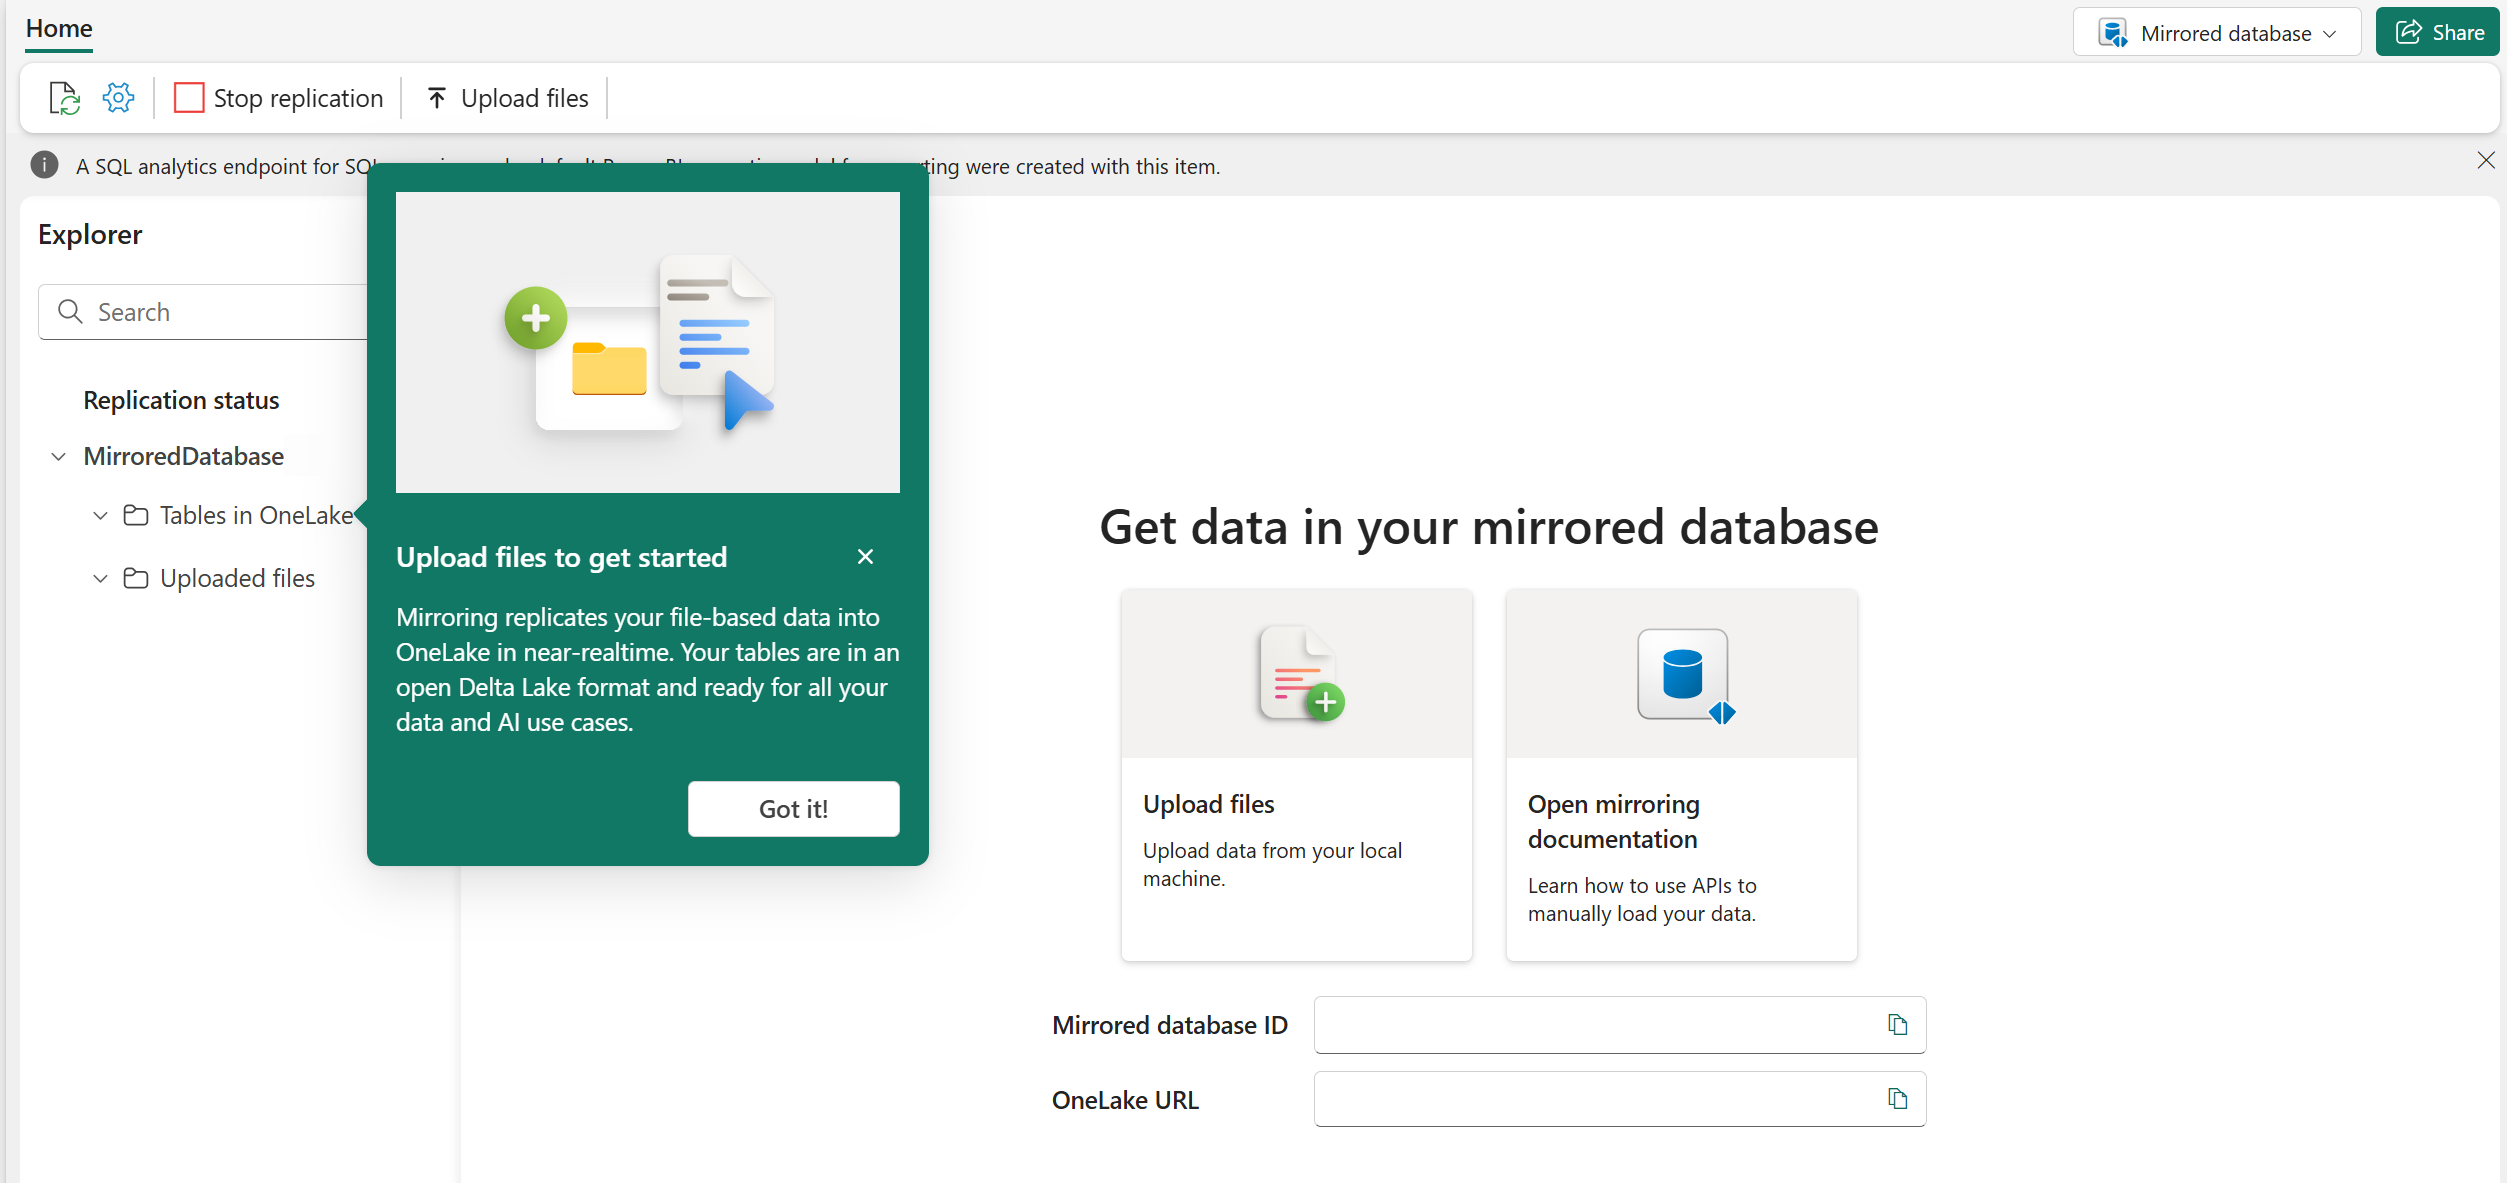 Home
Mirrored database
Share
Stop replication
Upload files
A SQL analytics endpoint for SQL
ting were created with this item.
Explorer
Search
Replication status
MirroredDatabase
Tables in OneLake
Uploaded files
Upload files to get started
Mirroring replicates your file-based data into
OneLake in near-realtime. Your tables are in an
open Delta Lake format and ready for all your
data and AI use cases.
Got it!
Get data in your mirrored database
Upload files
Upload data from your local
machine.
Open mirroring
documentation
Learn how to use APIs to
manually load your data.
Mirrored database ID
OneLake URL